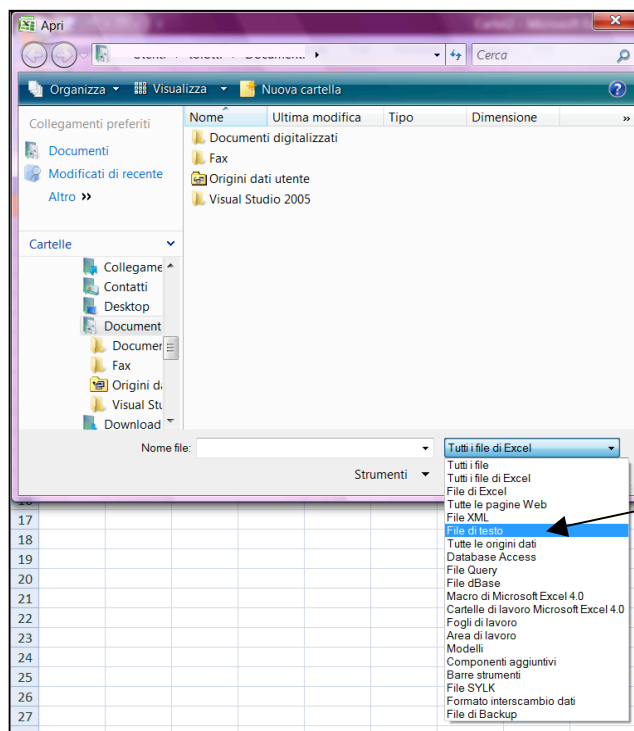 Apri
Cerca
Organizza Visualizza Nuova cartella
Collegamenti preferiti
Documenti
Modificati di recente
Altro »
Nome Ultima modifica Tipo Dimensione »
Documenti digitalizzati
Fax
Origini dati utente
Visual Studio 2005
Cartelle
Collegame
Contatti
Desktop
Document
Documer
Fax
Origini d
Visual Stu
Download
Nome file: Tutti i file di Excel
Strumenti
Tutti i file
Tutti i file di Excel
File di Excel
Tutte le pagine Web
File XML
File di testo
Tutte le origini dati
Database Access
File Query
File dBase
Macro di Microsoft Excel 4.0
Cartelle di lavoro Microsoft Excel 4.0
Fogli di lavoro
Area di lavoro
Modelli
Componenti aggiuntivi
Barre strumenti
File SYLK
Formato interscambio dati
File di Backup
17
18
19
20
21
22
23
24
25
26
27